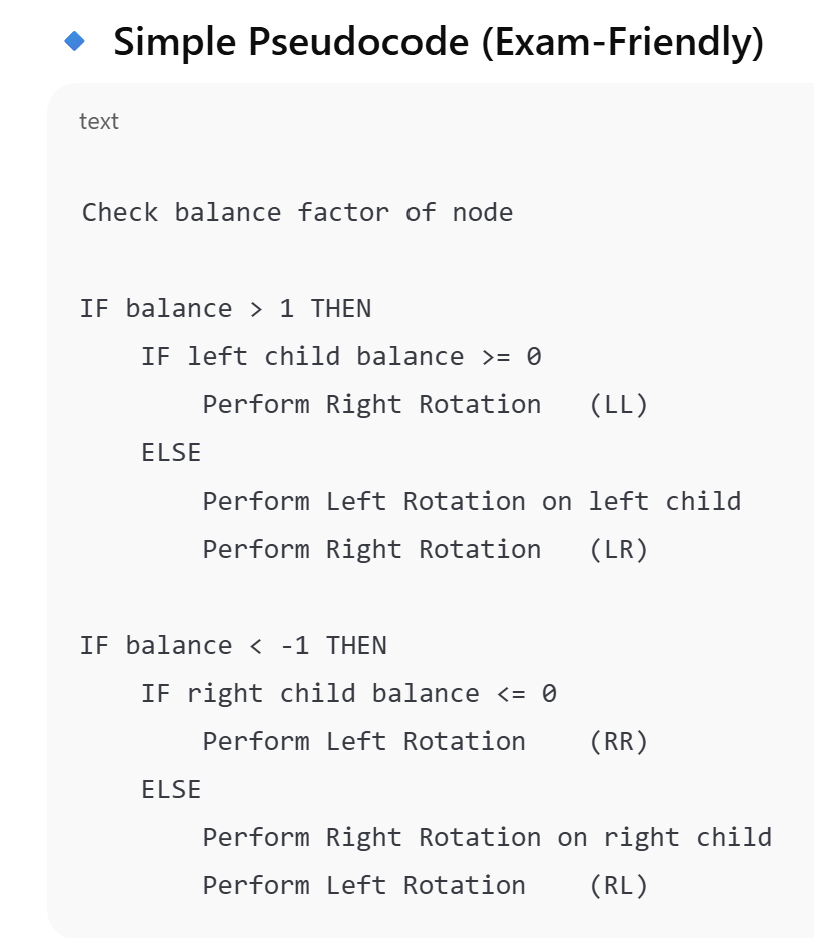 Simple Pseudocode (Exam-Friendly)
text
Check balance factor of node
IF balance > 1 THEN
    IF left child balance >= 0
        Perform Right Rotation   (LL)
    ELSE
        Perform Left Rotation on left child
        Perform Right Rotation   (LR)
IF balance < -1 THEN
    IF right child balance <= 0
        Perform Left Rotation    (RR)
    ELSE
        Perform Right Rotation on right child
        Perform Left Rotation    (RL)